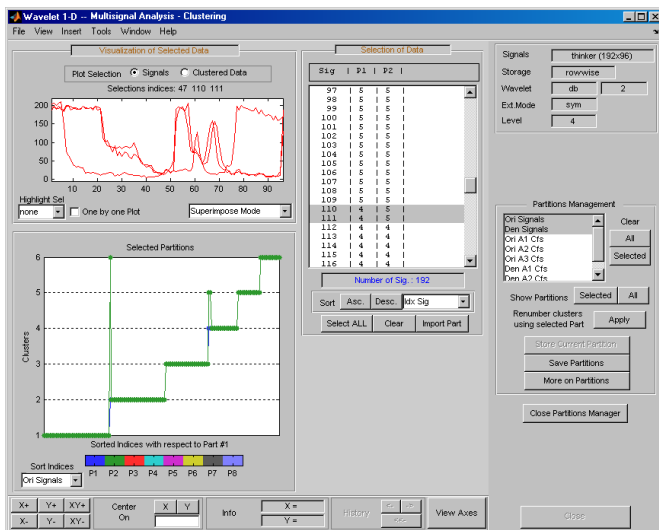 Wavelet 1-D -- Multisignal Analysis - Clustering
File View Insert Tools Window Help
Visualization of Selected Data
Plot Selection Signals Clustered Data
Selections indices: 47 110 111
200
150
100
50
0
10 20 30 40 50 60 70 80 90
Highlight Sel
none One by one Plot Superimpose Mode
Selected Partitions
6
5
4
3
2
1
Clusters
Sorted Indices with respect to Part #1
Sort Indices
Ori Signals
P1 P2 P3 P4 P5 P6 P7 P8
Selection of Data
Sig | P1 | P2 |
97 | 5 | 5 |
98 | 5 | 5 |
99 | 5 | 5 |
100 | 5 | 5 |
101 | 5 | 5 |
102 | 5 | 5 |
103 | 5 | 5 |
104 | 5 | 5 |
105 | 5 | 5 |
106 | 5 | 5 |
107 | 5 | 5 |
108 | 5 | 5 |
109 | 5 | 5 |
110 | 4 | 5 |
111 | 4 | 5 |
112 | 4 | 4 |
113 | 4 | 4 |
114 | 4 | 4 |
115 | 4 | 4 |
116 | 4 | 4 |
Number of Sig. : 192
Sort Asc. Desc. Idx Sig
Select ALL Clear Import Part
Signals thinker (192x96)
Storage rowwise
Wavelet db 2
Ext.Mode sym
Level 4
Partitions Management
Ori Signals
Den Signals
Ori A1 Cfs
Ori A2 Cfs
Ori A3 Cfs
Den A1 Cfs
Den A2 Cfs
Clear
All
Selected
Show Partitions Selected All
Renumber clusters
using selected Part
Apply
Store Current Partition
Save Partitions
More on Partitions
Close Partitions Manager
X+ Y+ XY+
X- Y- XY-
Center
On
X Y
Info
X =
Y =
History
<- ->
<<-
View Axes
Close